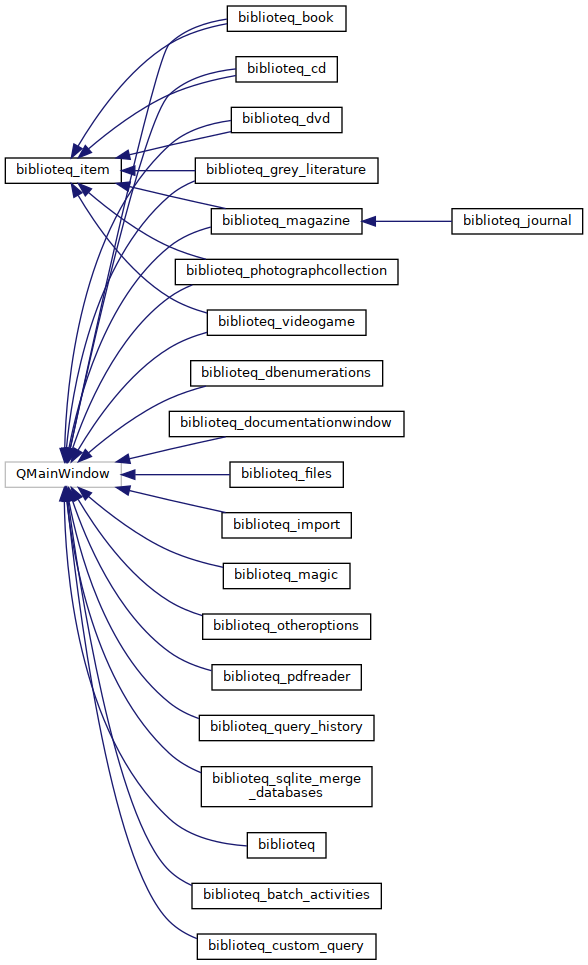 biblioteq_book
biblioteq_cd
biblioteq_dvd
biblioteq_item
biblioteq_grey_literature
biblioteq_magazine
biblioteq_journal
biblioteq_photographcollection
biblioteq_videogame
biblioteq_dbenumerations
biblioteq_documentationwindow
QMainWindow
biblioteq_files
biblioteq_import
biblioteq_magic
biblioteq_otheroptions
biblioteq_pdfreader
biblioteq_query_history
biblioteq_sqlite_merge
_databases
biblioteq
biblioteq_batch_activities
biblioteq_custom_query